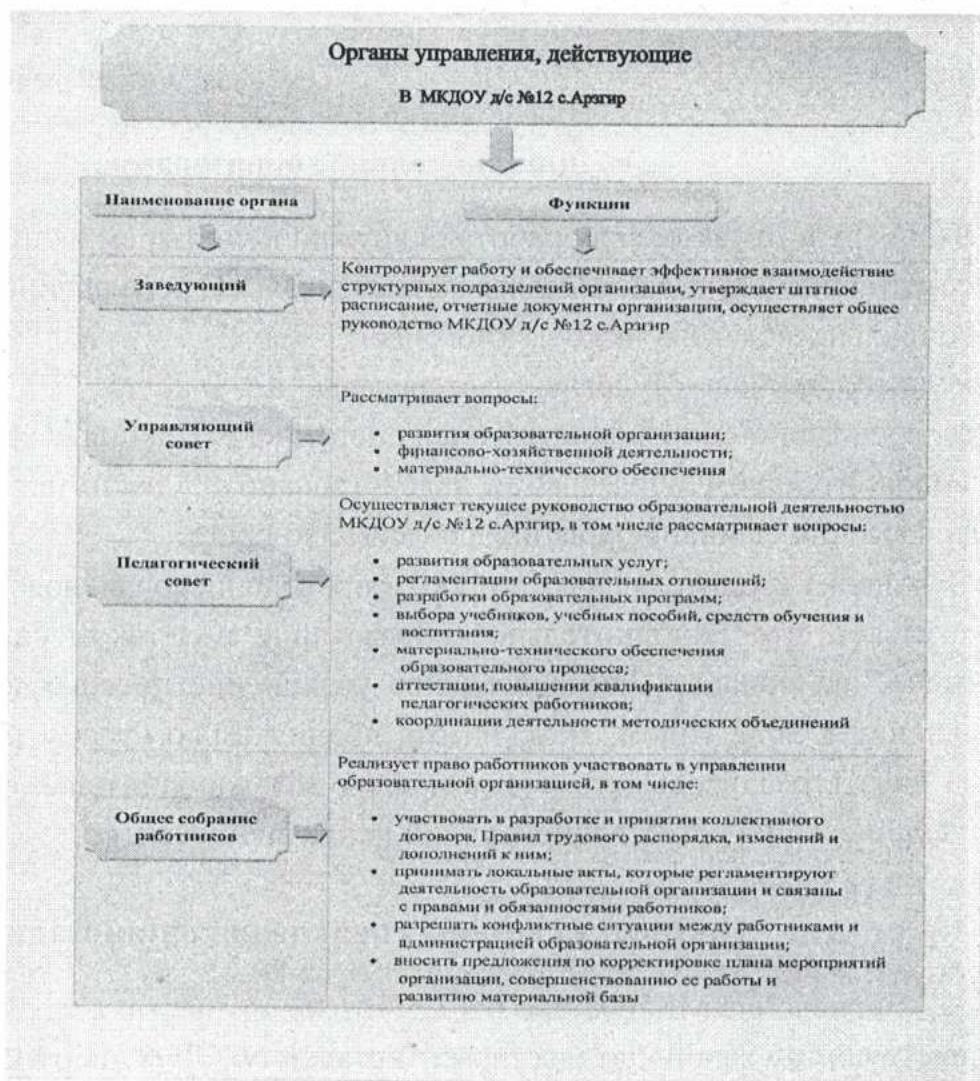 Органы управления, действующие
В МКДОУ д/с №12 с.Арзгир
Наименование органа
Функции
Заведующий
Контролирует работу и обеспечивает эффективное взаимодействие
структурных подразделений организации, утверждает штатное
расписание, отчетные документы организации, осуществляет общее
руководство МКДОУ д/с №12 с.Арзгир
Управляющий
совет
Рассматривает вопросы:
• развития образовательной организации;
• финансово-хозяйственной деятельности;
• материально-технического обеспечения
Педагогический
совет
Осуществляет текущее руководство образовательной деятельностью
МКДОУ д/с №12 с.Арзгир, в том числе рассматривает вопросы:
• развития образовательных услуг;
• регламентации образовательных отношений;
• разработки образовательных программ;
• выбора учебников, учебных пособий, средств обучения и
воспитания;
• материально-технического обеспечения
образовательного процесса;
• аттестации, повышении квалификации
педагогических работников;
• координации деятельности методических объединений
Общее собрание
работников
Реализует право работников участвовать в управлении
образовательной организацией, в том числе:
• участвовать в разработке и принятии коллективного
договора, Правил трудового распорядка, изменений и
дополнений к ним;
• принимать локальные акты, которые регламентируют
деятельность образовательной организации и связаны
с правами и обязанностями работников;
• разрешать конфликтные ситуации между работниками и
администрацией образовательной организации;
• вносить предложения по корректировке плана мероприятий
организации, совершенствованию ее работы и
развитию материальной базы